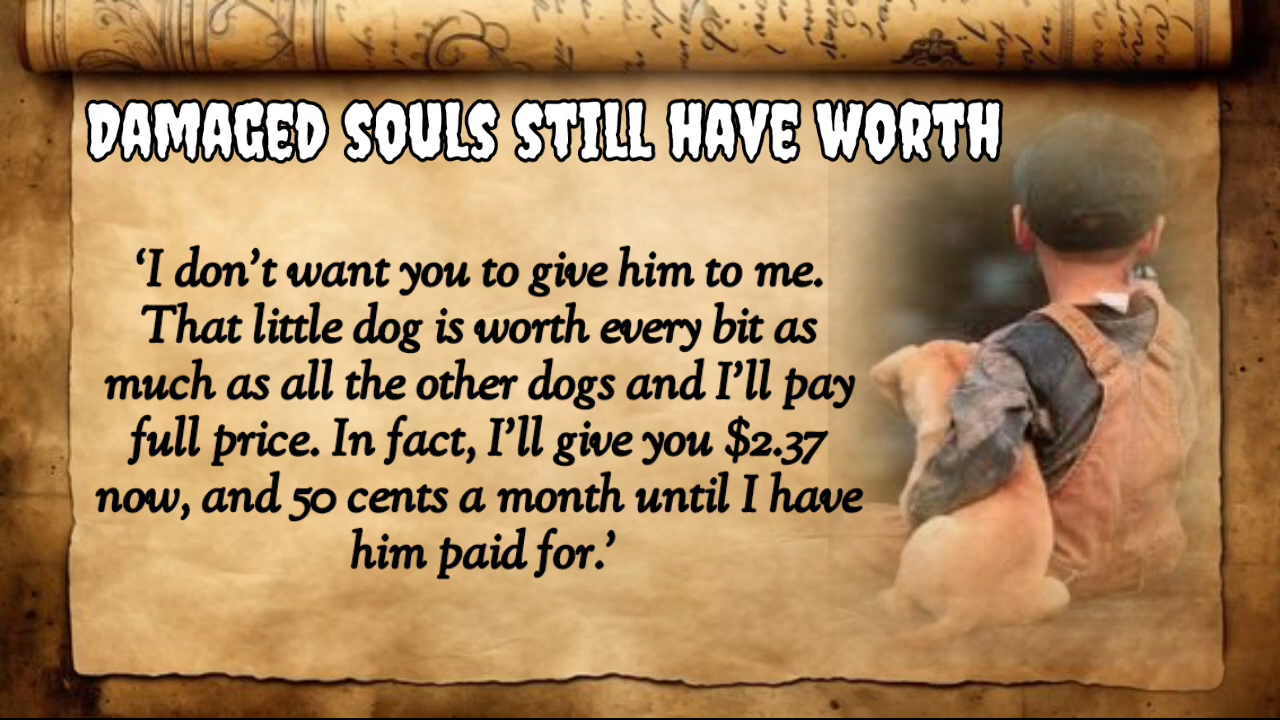 DAMAGED SOULS STILL HAVE WORTH
‘I don’t want you to give him to me.
That little dog is worth every bit as
much as all the other dogs and I’ll pay
full price. In fact, I’ll give you $2.37
now, and 50 cents a month until I have
him paid for.’